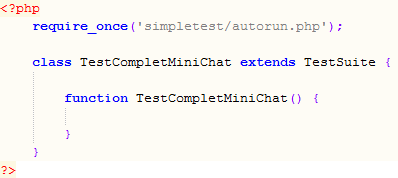 <?php
require_once('simpletest/autorun.php');
class TestCompletMiniChat extends TestSuite {
function TestCompletMiniChat() {
}
}
?>